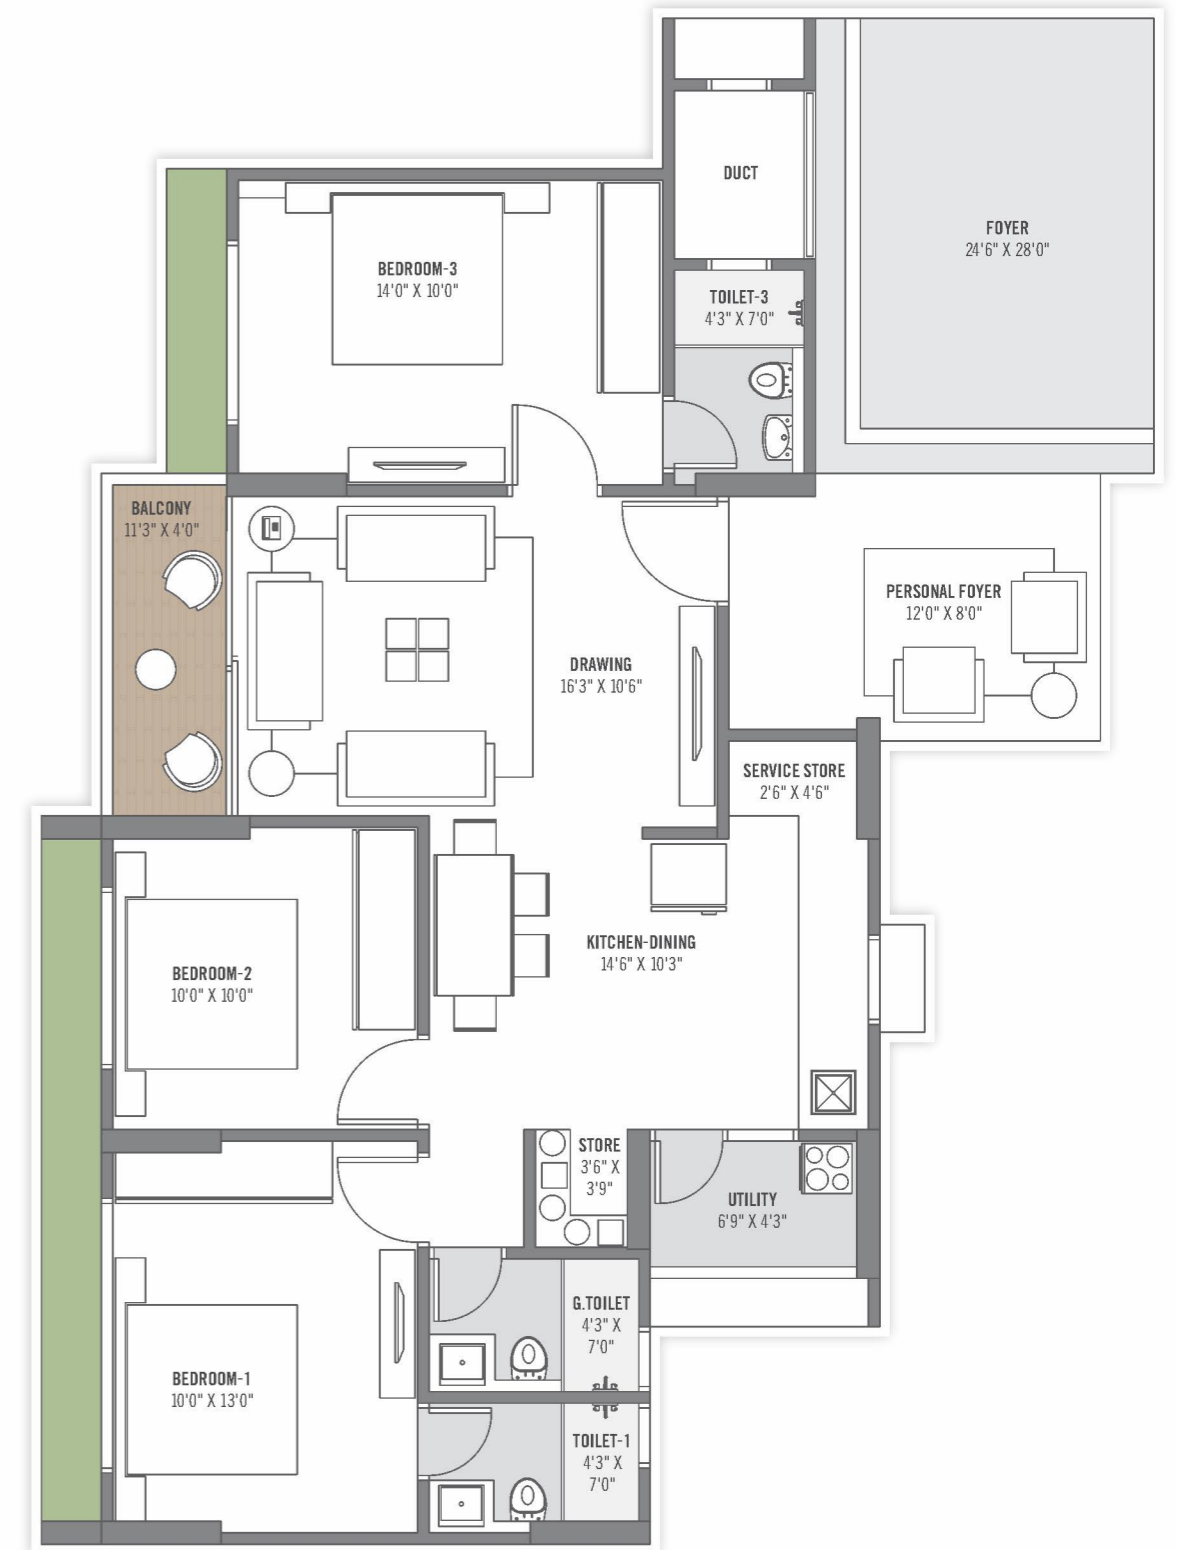 DUCT
FOYER
24'6" X 28'0"
BEDROOM-3
14'0" X 10'0"
TOILET-3
4'3" X 7'0"
BALCONY
11'3" X 4'0"
PERSONAL FOYER
12'0" X 8'0"
DRAWING
16'3" X 10'6"
SERVICE STORE
2'6" X 4'6"
KITCHEN-DINING
14'6" X 10'3"
BEDROOM-2
10'0" X 10'0"
STORE
3'6" X
3'9"
UTILITY
6'9" X 4'3"
G.TOILET
4'3" X
7'0"
BEDROOM-1
10'0" X 13'0"
TOILET-1
4'3" X
7'0"